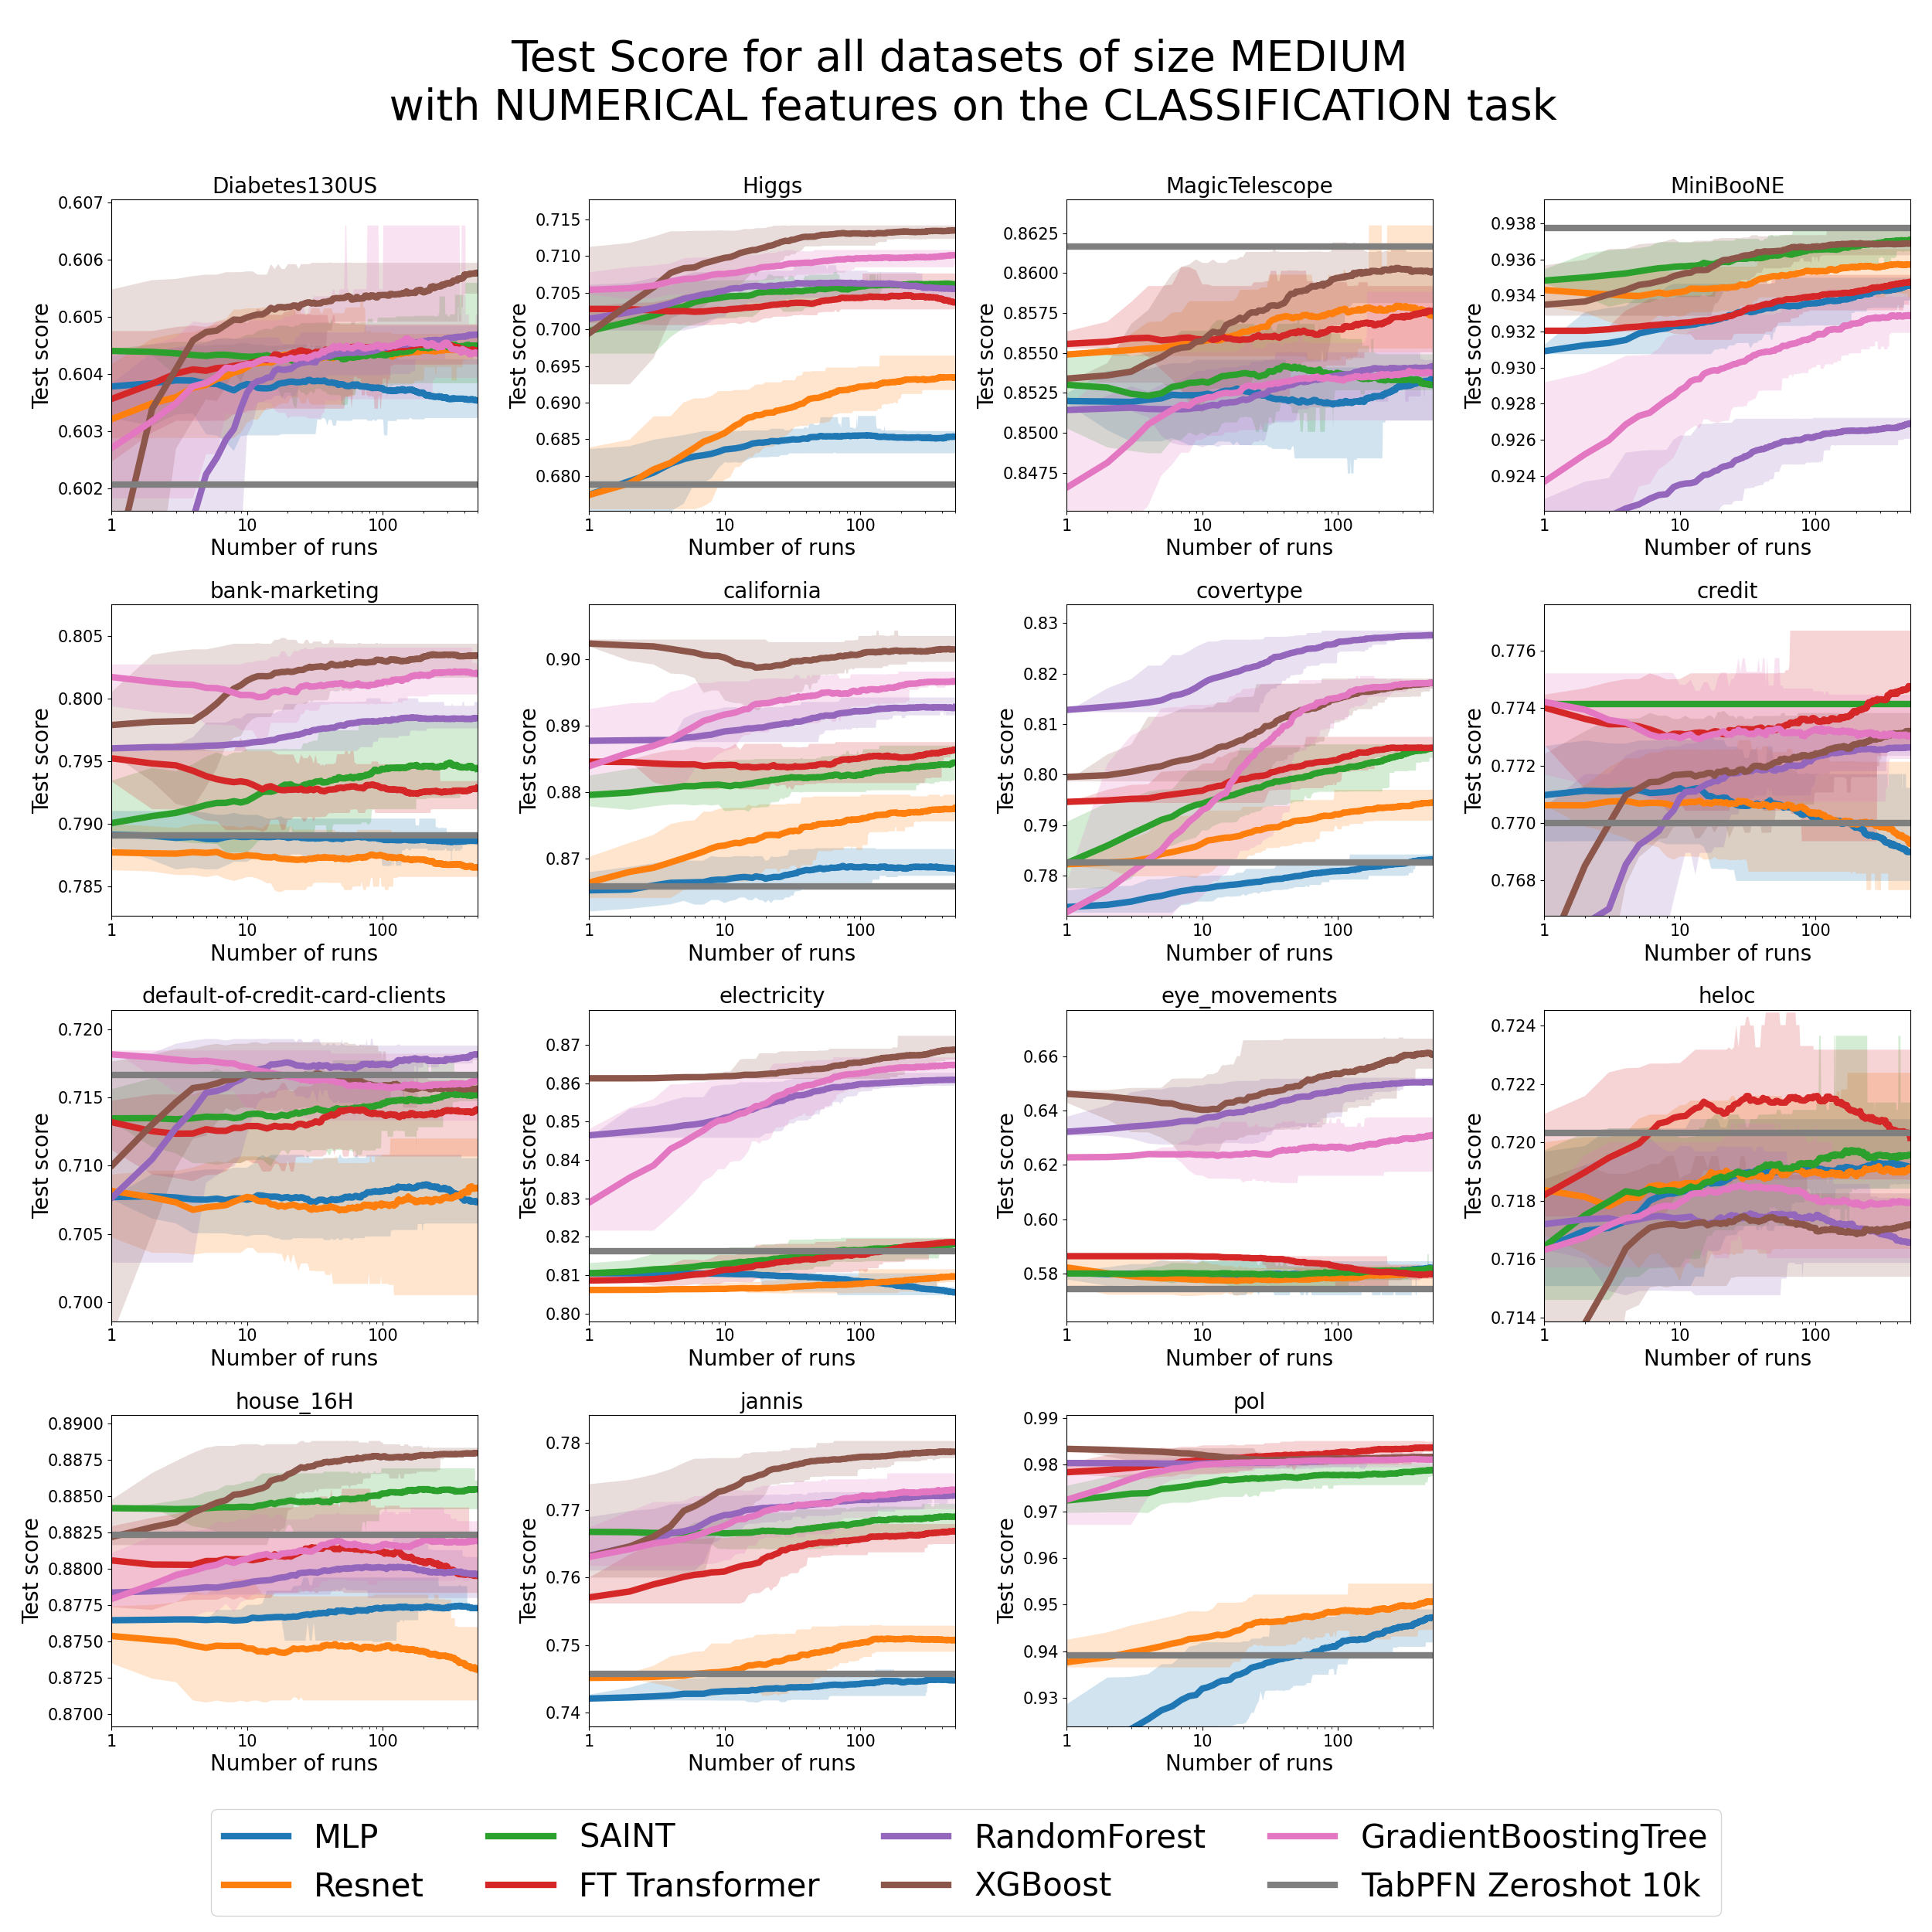 Test Score for all datasets of size MEDIUM
with NUMERICAL features on the CLASSIFICATION task
Diabetes130US
0.607
0.606
0.605
0.604
0.603
0.602
Test score
1 10 100
Number of runs
Higgs
0.715
0.710
0.705
0.700
0.695
0.690
0.685
0.680
Test score
1 10 100
Number of runs
MagicTelescope
0.8625
0.8600
0.8575
0.8550
0.8525
0.8500
0.8475
Test score
1 10 100
Number of runs
MiniBooNE
0.938
0.936
0.934
0.932
0.930
0.928
0.926
0.924
Test score
1 10 100
Number of runs
bank-marketing
0.805
0.800
0.795
0.790
0.785
Test score
1 10 100
Number of runs
california
0.90
0.89
0.88
0.87
Test score
1 10 100
Number of runs
covertype
0.83
0.82
0.81
0.80
0.79
0.78
Test score
1 10 100
Number of runs
credit
0.776
0.774
0.772
0.770
0.768
Test score
1 10 100
Number of runs
default-of-credit-card-clients
0.720
0.715
0.710
0.705
0.700
Test score
1 10 100
Number of runs
electricity
0.87
0.86
0.85
0.84
0.83
0.82
0.81
0.80
Test score
1 10 100
Number of runs
eye_movements
0.66
0.64
0.62
0.60
0.58
Test score
1 10 100
Number of runs
heloc
0.724
0.722
0.720
0.718
0.716
0.714
Test score
1 10 100
Number of runs
house_16H
0.8900
0.8875
0.8850
0.8825
0.8800
0.8775
0.8750
0.8725
0.8700
Test score
1 10 100
Number of runs
jannis
0.78
0.77
0.76
0.75
0.74
Test score
1 10 100
Number of runs
pol
0.99
0.98
0.97
0.96
0.95
0.94
0.93
Test score
1 10 100
Number of runs
MLP SAINT RandomForest GradientBoostingTree
Resnet FT Transformer XGBoost TabPFN Zeroshot 10k